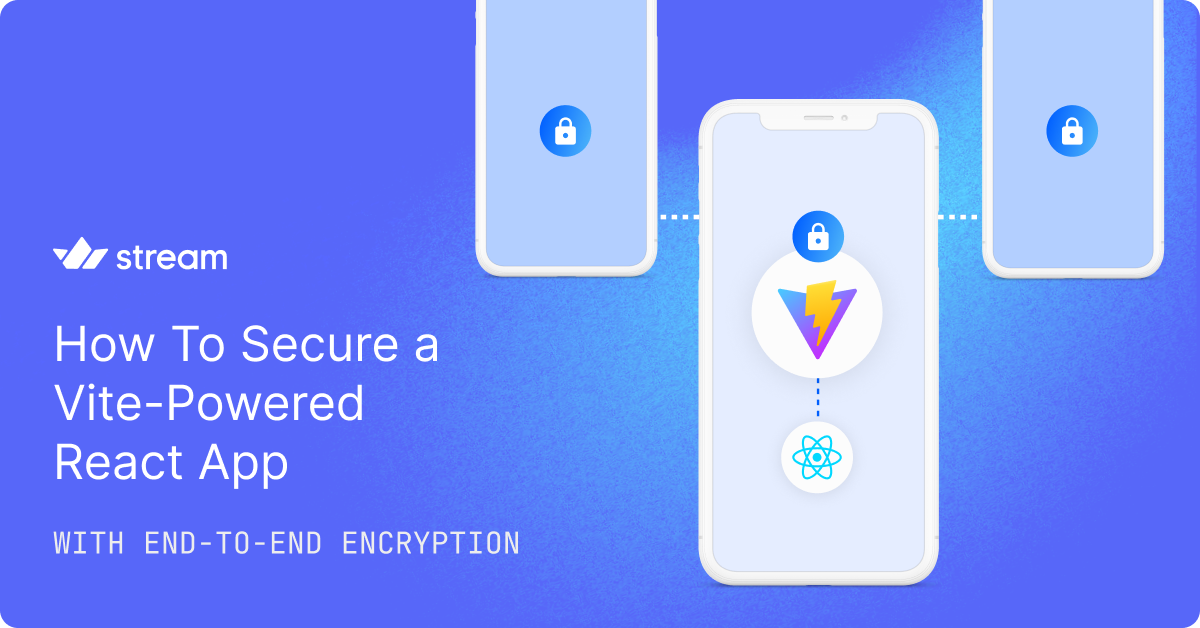 stream
How To Secure a
Vite-Powered
React App
WITH END-TO-END ENCRYPTION